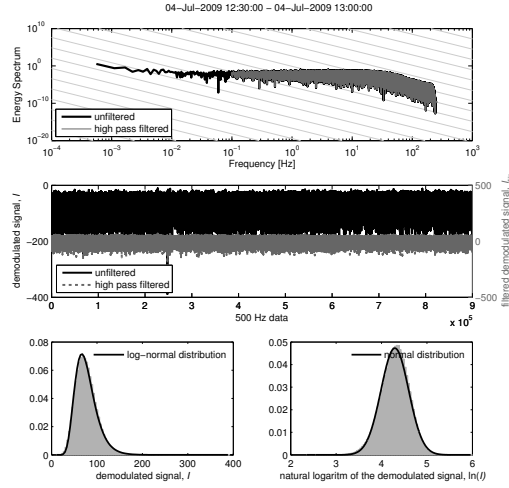 04−Jul−2009 12:30:00 − 04−Jul−2009 13:00:00
10^10
10^0
10^−10
10^−20
Energy Spectrum
unfiltered
high pass filtered
10^−4 10^−3 10^−2 10^−1 10^0 10^1 10^2 10^3
Frequency [Hz]
0
−200
−400
demodulated signal, I
500
0
−500
filtered demodulated signal, I
unfiltered
high pass filtered
0 1 2 3 4 5 6 7 8 9
500 Hz data
x 10^5
0.08
0.06
0.04
0.02
0
log−normal distribution
0 100 200 300 400
demodulated signal, I
0.05
0.04
0.03
0.02
0.01
0
normal distribution
2 3 4 5 6
natural logaritm of the demodulated signal, ln(I)